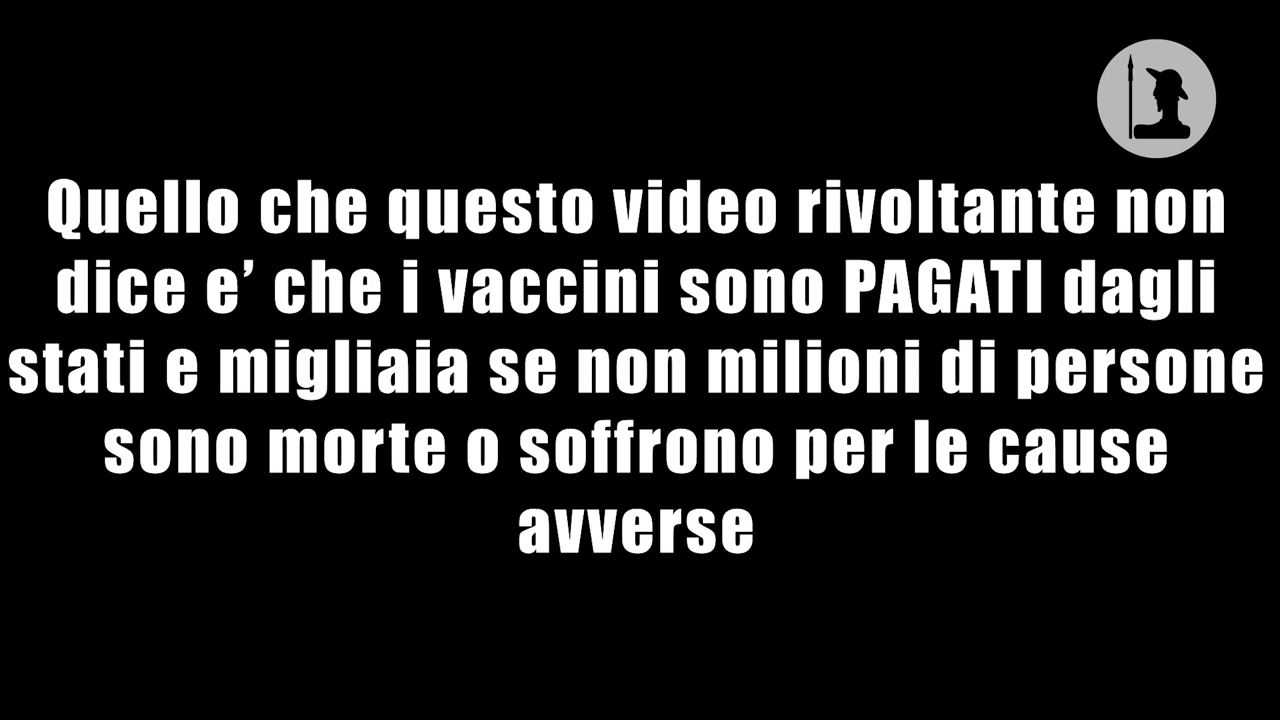 Quello che questo video rivoltante non
dice e’ che i vaccini sono PAGATI dagli
stati e migliaia se non milioni di persone
sono morte o soffrono per le cause
avverse